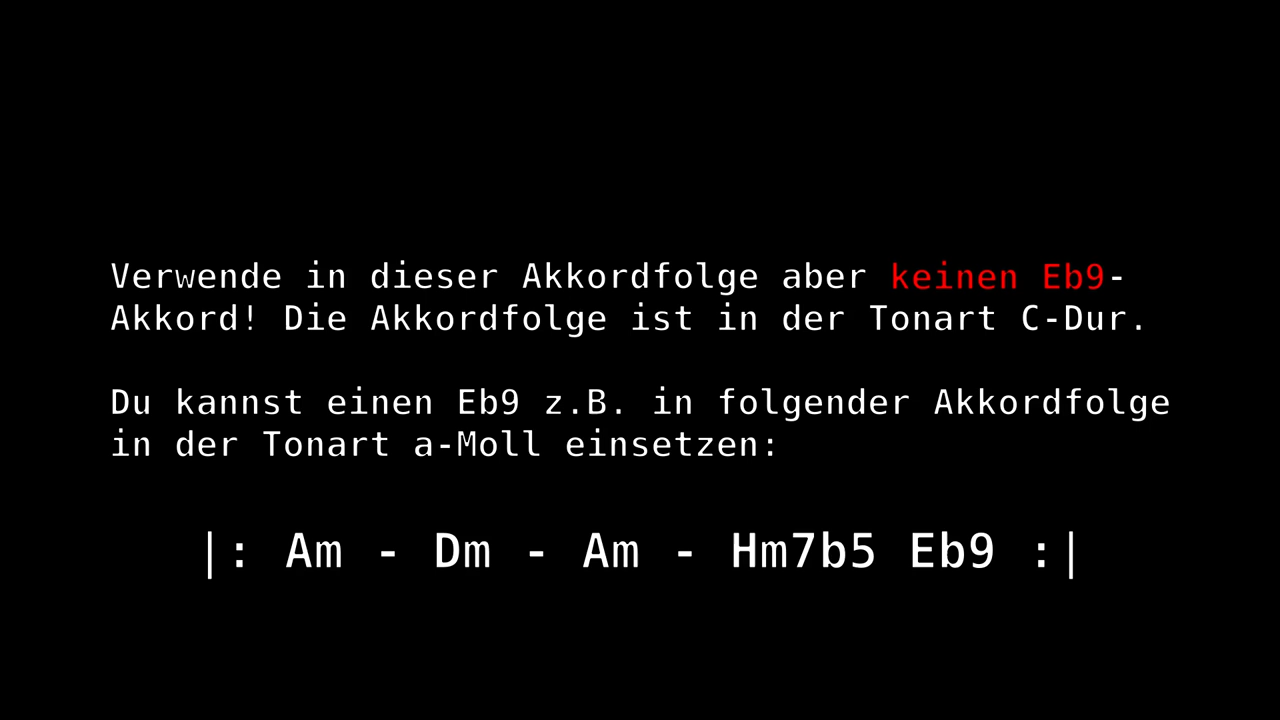 Verwende in dieser Akkordfolge aber keinen Eb9-
Akkord! Die Akkordfolge ist in der Tonart C-Dur.
Du kannst einen Eb9 z.B. in folgender Akkordfolge
in der Tonart a-Moll einsetzen:
|: Am - Dm - Am - Hm7b5 Eb9 :|